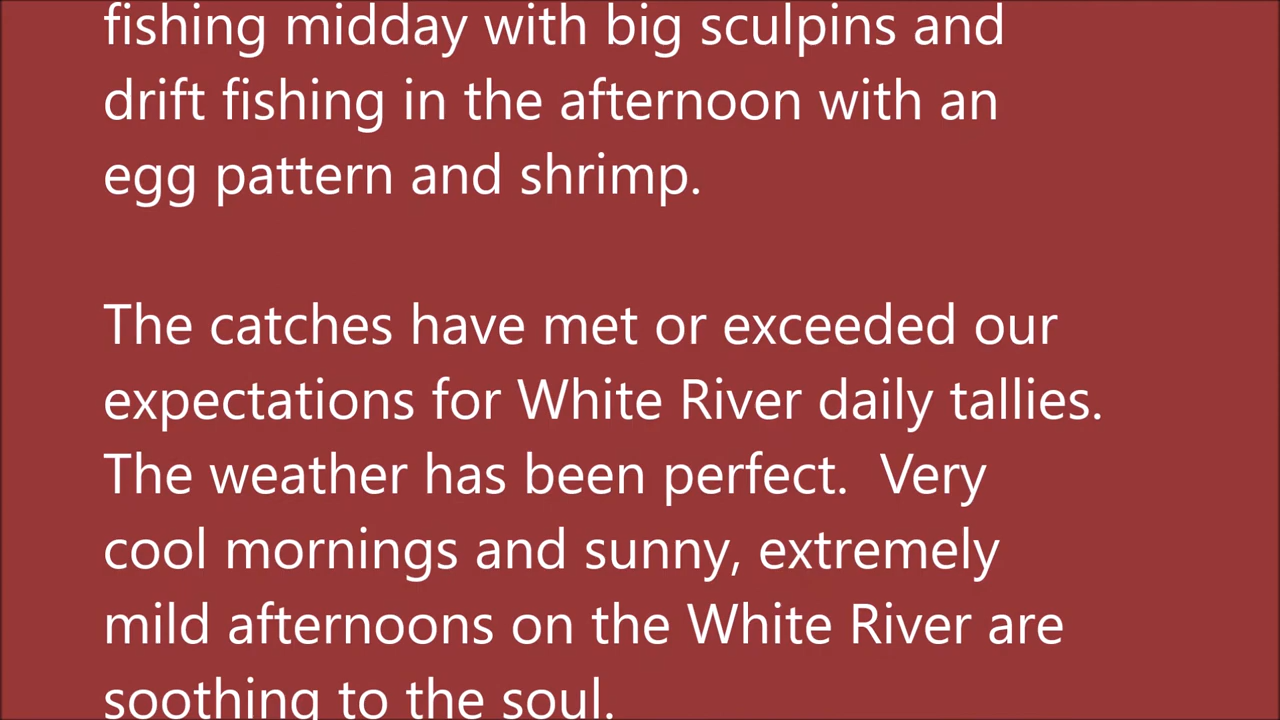 fishing midday with big sculpins and
drift fishing in the afternoon with an
egg pattern and shrimp.
The catches have met or exceeded our
expectations for White River daily tallies.
The weather has been perfect.  Very
cool mornings and sunny, extremely
mild afternoons on the White River are
soothing to the soul.